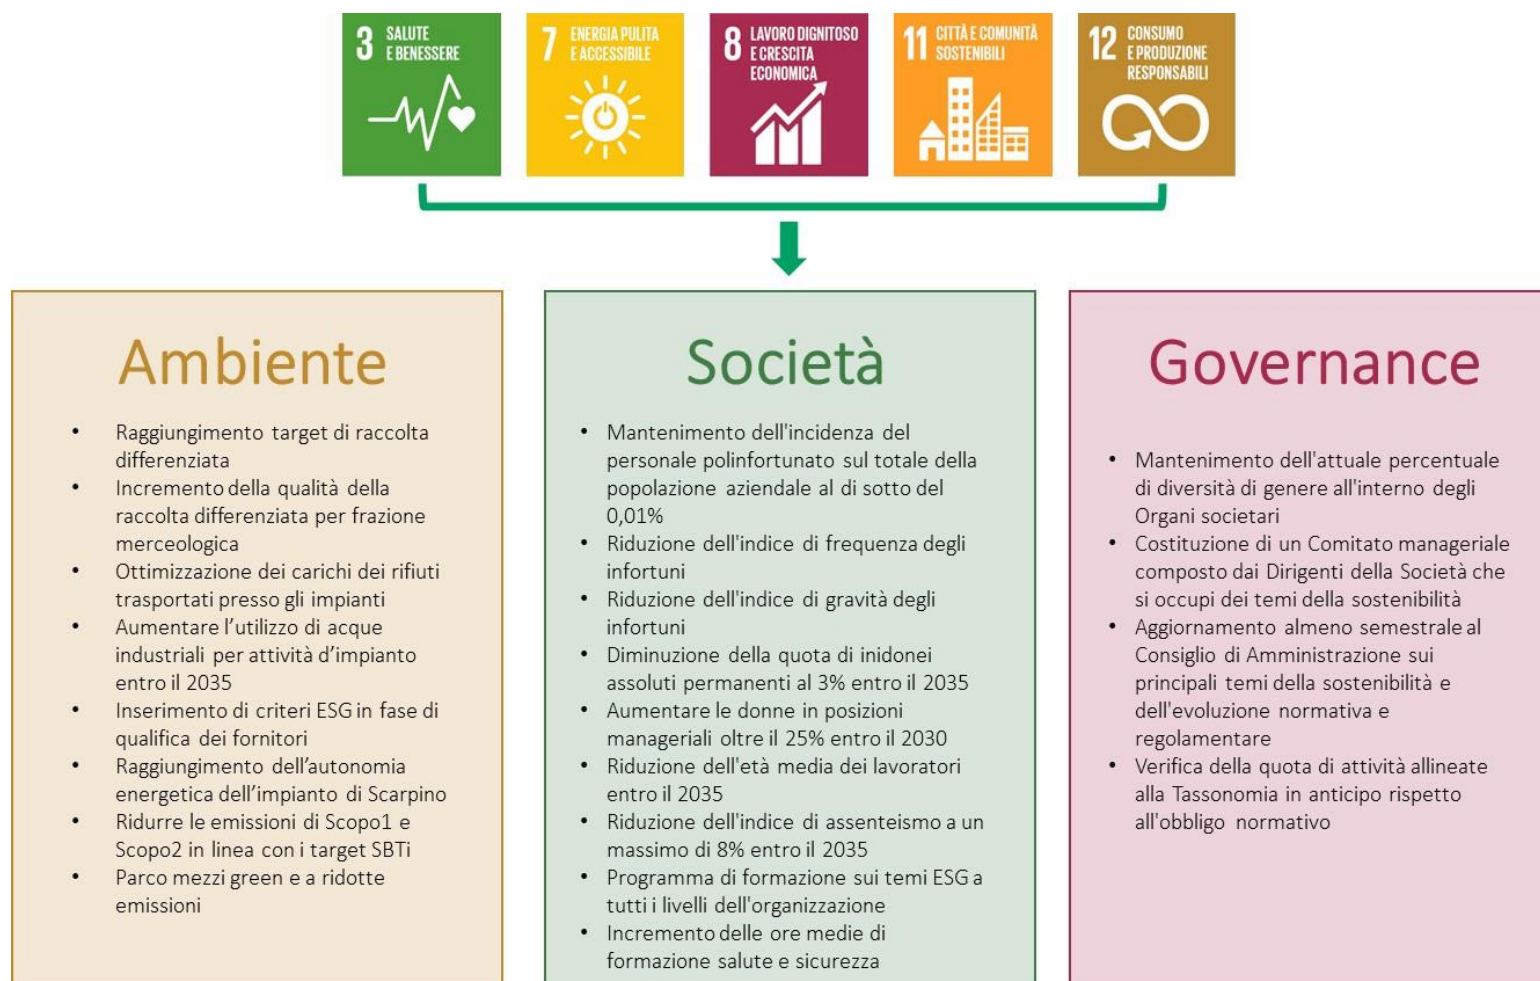 3 SALUTE
E BENESSERE
7 ENERGIA PULITA
E ACCESSIBILE
8 LAVORO DIGNITOSO
E CRESCITA
ECONOMICA
11 CITTÀ E COMUNITÀ
SOSTENIBILI
12 CONSUMO
E PRODUZIONE
RESPONSABILI
Ambiente
• Raggiungimento target di raccolta
differenziata
• Incremento della qualità della
raccolta differenziata per frazione
merceologica
• Ottimizzazione dei carichi dei rifiuti
trasportati presso gli impianti
• Aumentare l’utilizzo di acque
industriali per attività d’impianto
entro il 2035
• Inserimento di criteri ESG in fase di
qualifica dei fornitori
• Raggiungimento dell’autonomia
energetica dell’impianto di Scarpino
• Ridurre le emissioni di Scopo1 e
Scopo2 in linea con i target SBTi
• Parco mezzi green e a ridotte
emissioni
Società
• Mantenimento dell'incidenza del
personale polinfortunato sul totale della
popolazione aziendale al di sotto del
0,01%
• Riduzione dell'indice di frequenza degli
infortuni
• Riduzione dell'indice di gravità degli
infortuni
• Diminuzione della quota di inidonei
assoluti permanenti al 3% entro il 2035
• Aumentare le donne in posizioni
manageriali oltre il 25% entro il 2030
• Riduzione dell'età media dei lavoratori
entro il 2035
• Riduzione dell'indice di assenteismo a un
massimo di 8% entro il 2035
• Programma di formazione sui temi ESG a
tutti i livelli dell'organizzazione
• Incremento delle ore medie di
formazione salute e sicurezza
Governance
• Mantenimento dell'attuale percentuale
di diversità di genere all'interno degli
Organi societari
• Costituzione di un Comitato manageriale
composto dai Dirigenti della Società che
si occupi dei temi della sostenibilità
• Aggiornamento almeno semestrale al
Consiglio di Amministrazione sui
principali temi della sostenibilità e
dell'evoluzione normativa e
regolamentare
• Verifica della quota di attività allineate
alla Tassonomia in anticipo rispetto
all'obbligo normativo